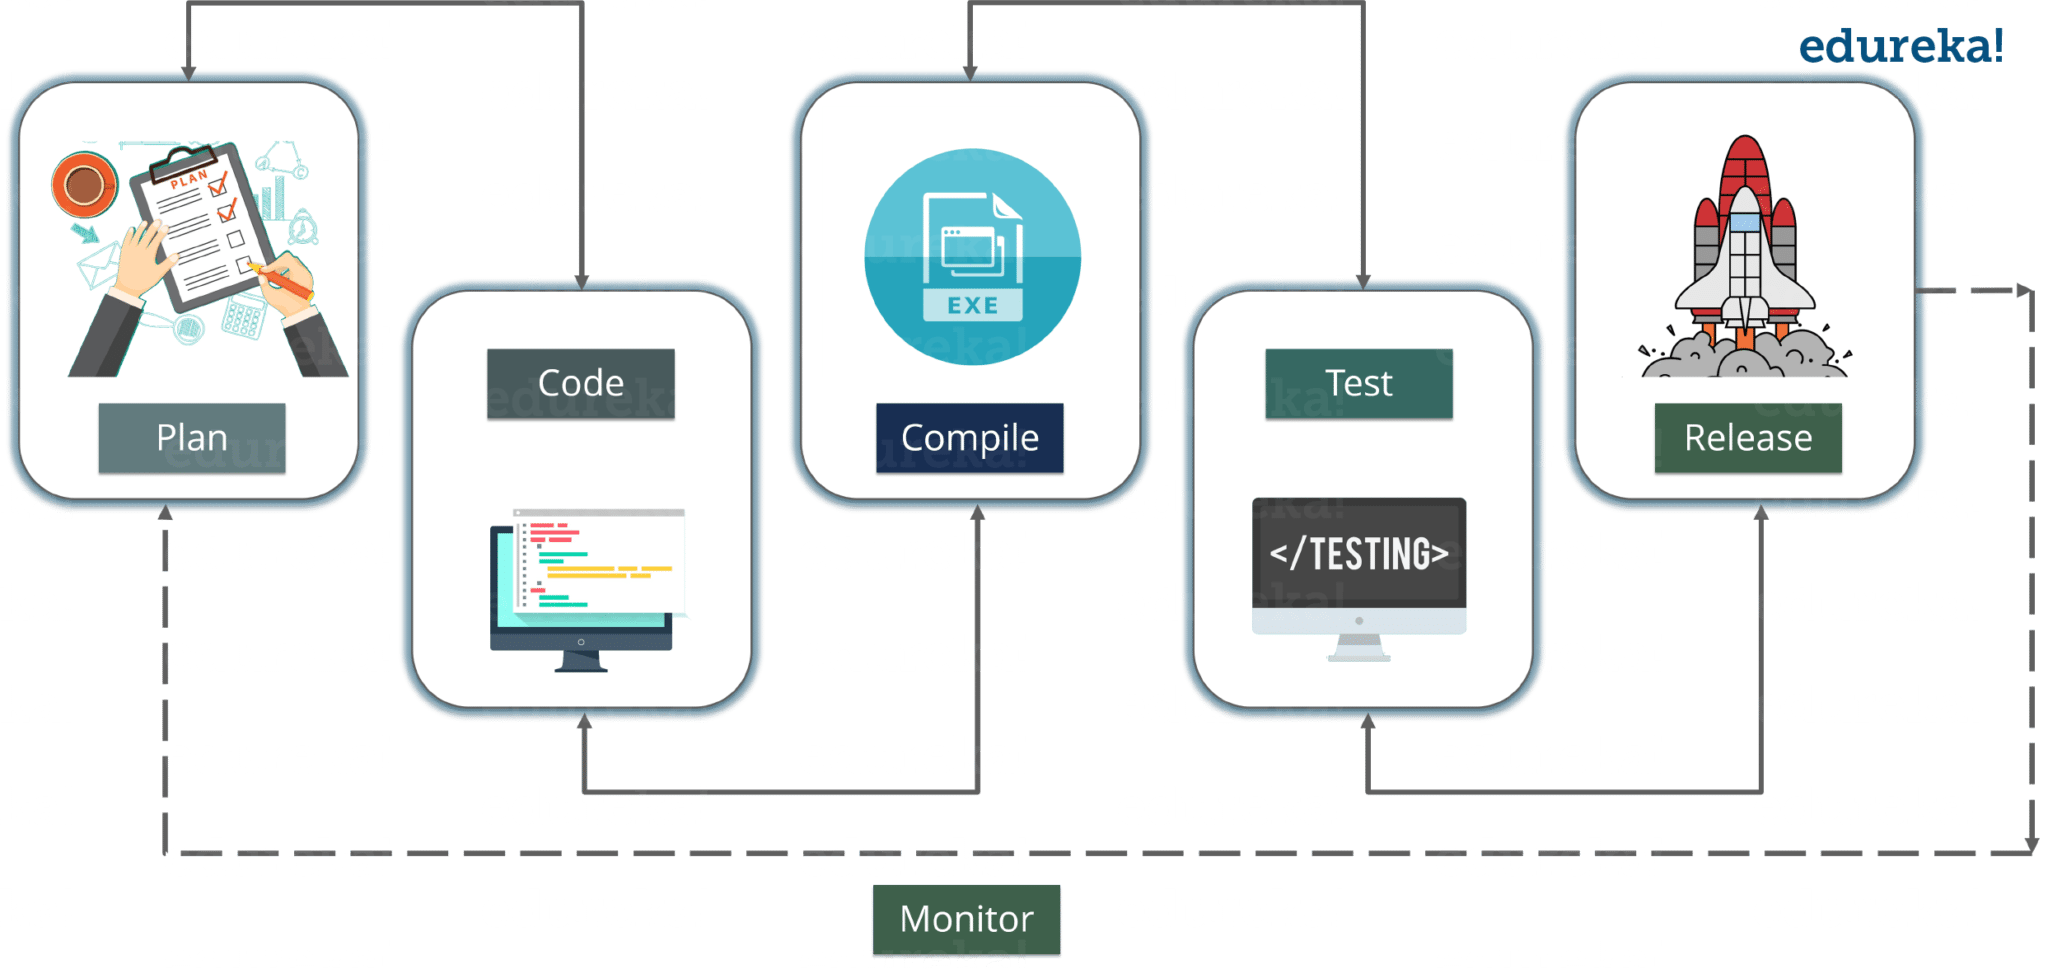 edureka!
PLAN
Plan
Code
EXE
Compile
Test
</TESTING>
Release
Monitor